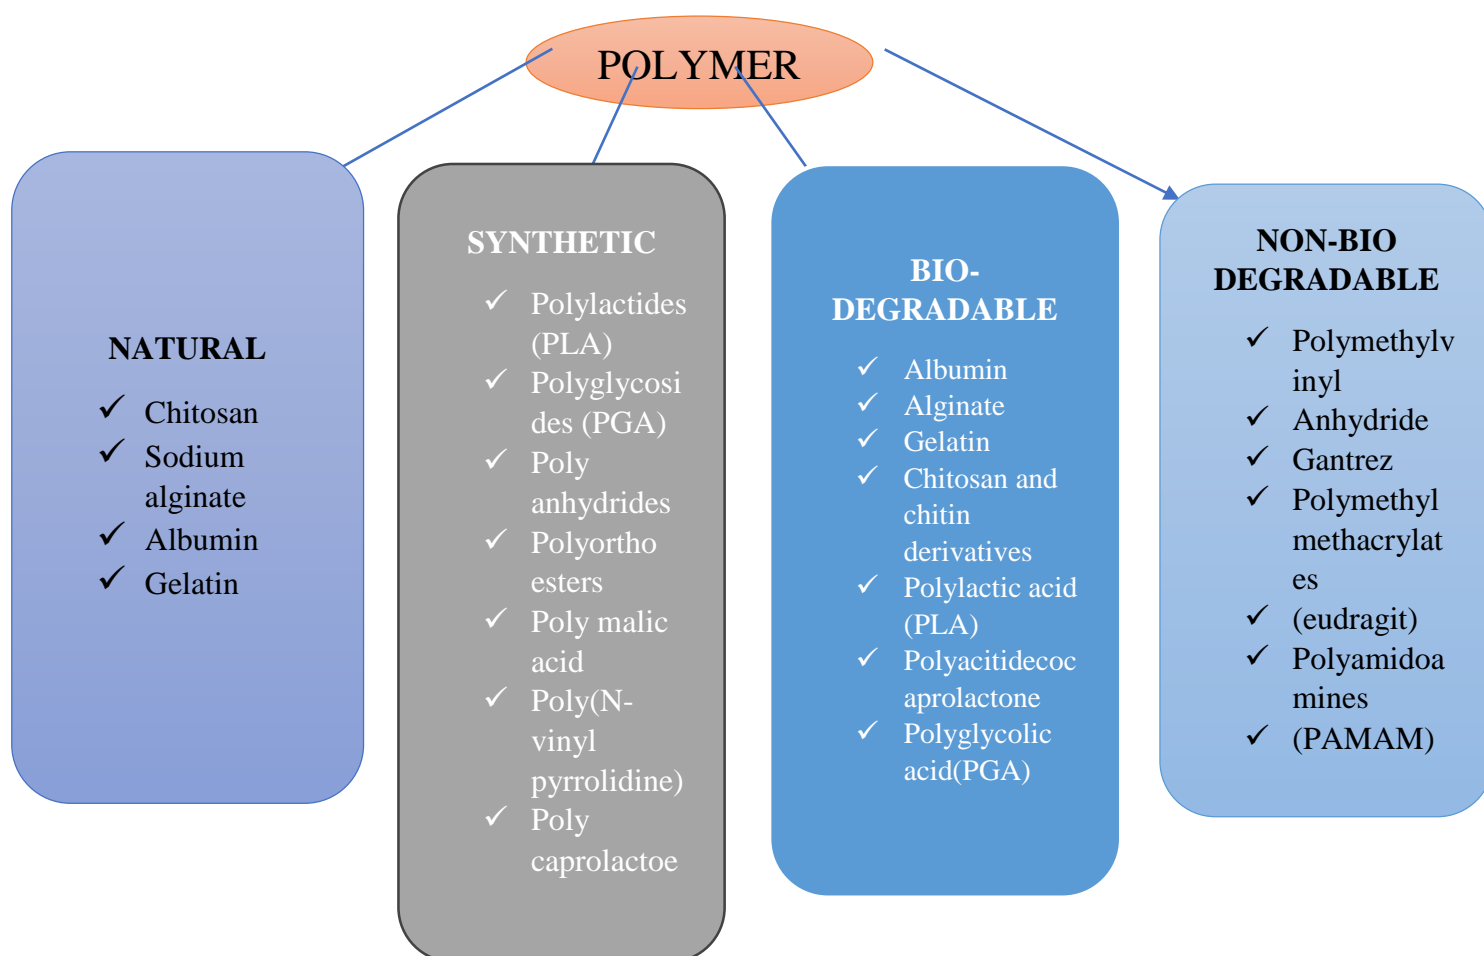 POLYMER
NATURAL
✓ Chitosan
✓ Sodium
alginate
✓ Albumin
✓ Gelatin
SYNTHETIC
✓ Polylactides
(PLA)
✓ Polyglycosi
des (PGA)
✓ Poly
anhydrides
✓ Polyortho
esters
✓ Poly malic
acid
✓ Poly(N-
vinyl
pyrrolidine)
✓ Poly
caprolactoe
BIO-
DEGRADABLE
✓ Albumin
✓ Alginate
✓ Gelatin
✓ Chitosan and
chitin
derivatives
✓ Polylactic acid
(PLA)
✓ Polyacitidecoc
aprolactone
✓ Polyglycolic
acid(PGA)
NON-BIO
DEGRADABLE
✓ Polymethylv
inyl
✓ Anhydride
✓ Gantrez
✓ Polymethyl
methacrylat
es
✓ (eudragit)
✓ Polyamidoa
mines
✓ (PAMAM)